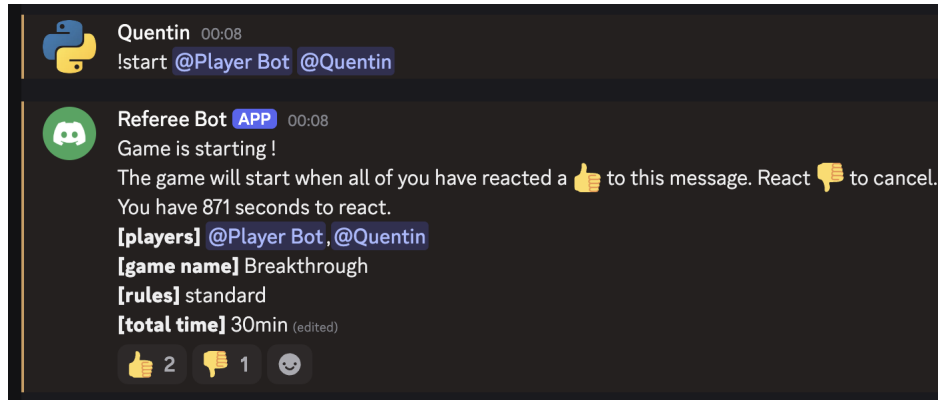 Quentin 00:08
!start @Player Bot @Quentin
Referee Bot APP 00:08
Game is starting !
The game will start when all of you have reacted a 👍 to this message. React 👎 to cancel.
You have 871 seconds to react.
[players] @Player Bot,@Quentin
[game name] Breakthrough
[rules] standard
[total time] 30min (edited)
👍 2 👎 1